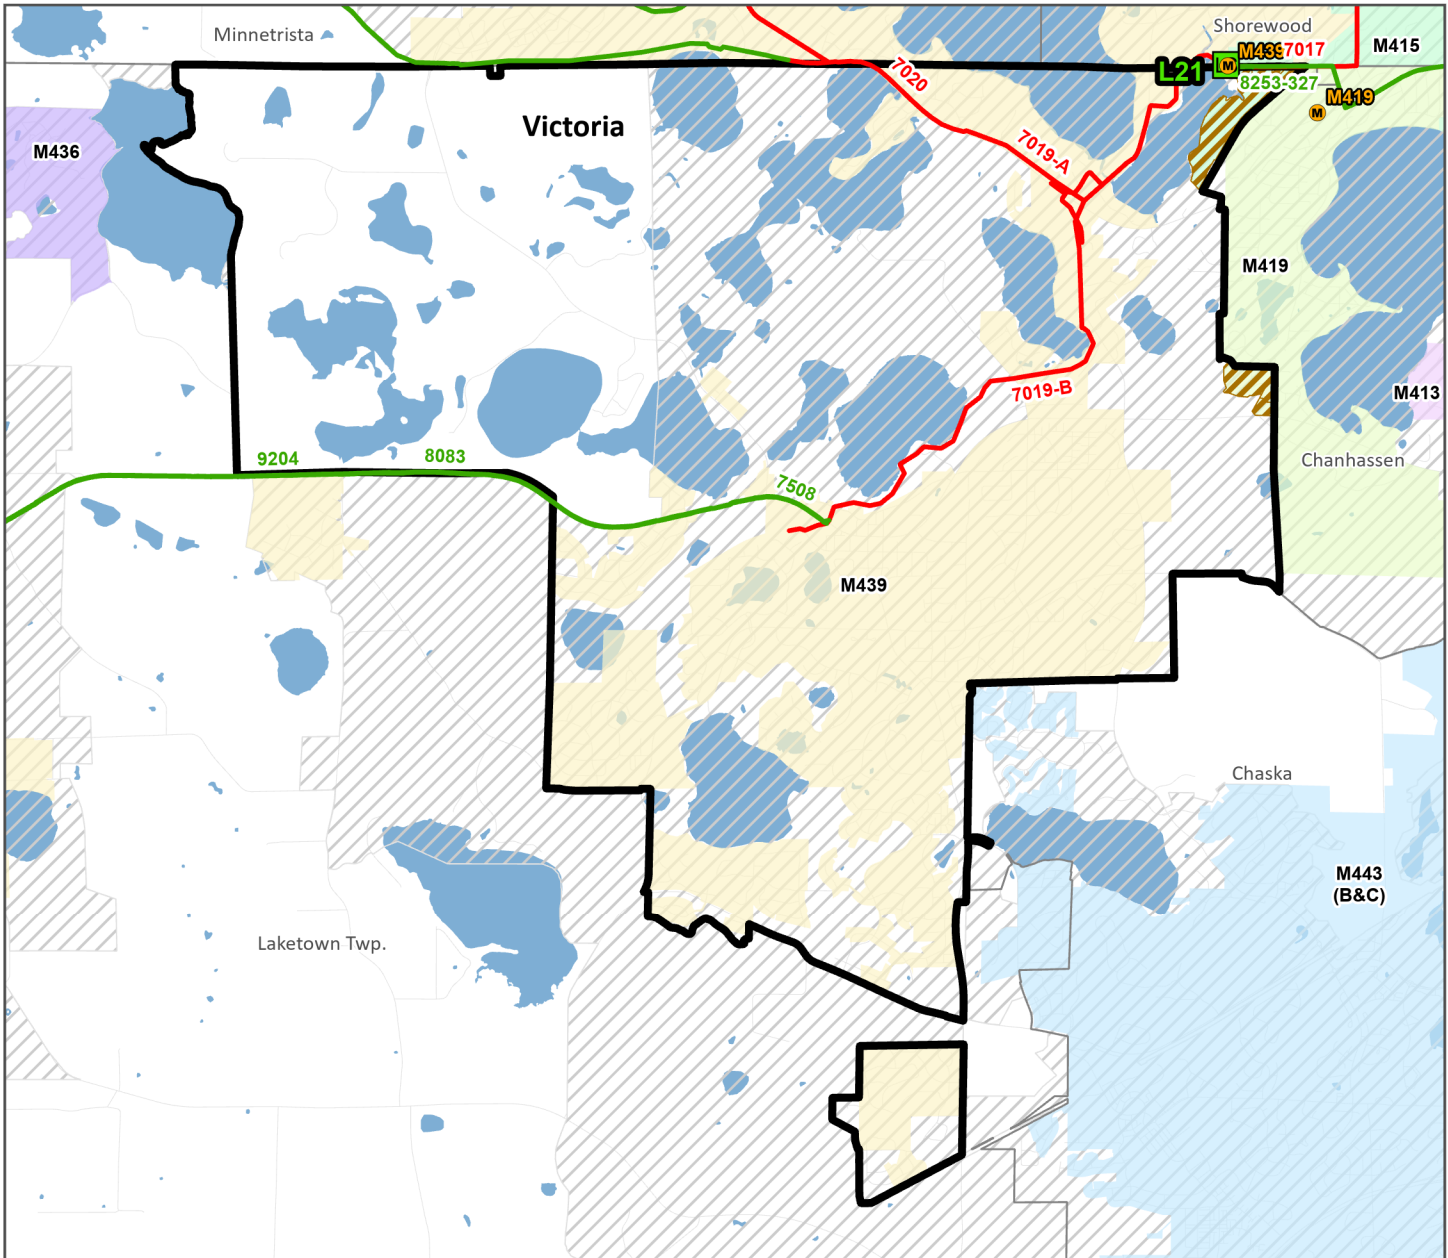 Minnetrista
Shorewood
M439
7017
M415
L21
M
8253-327
M419
M
7020
Victoria
M436
7019-A
M419
7019-B
M413
9204
8083
7508
Chanhassen
M439
Chaska
M443
(B&C)
Laketown Twp.